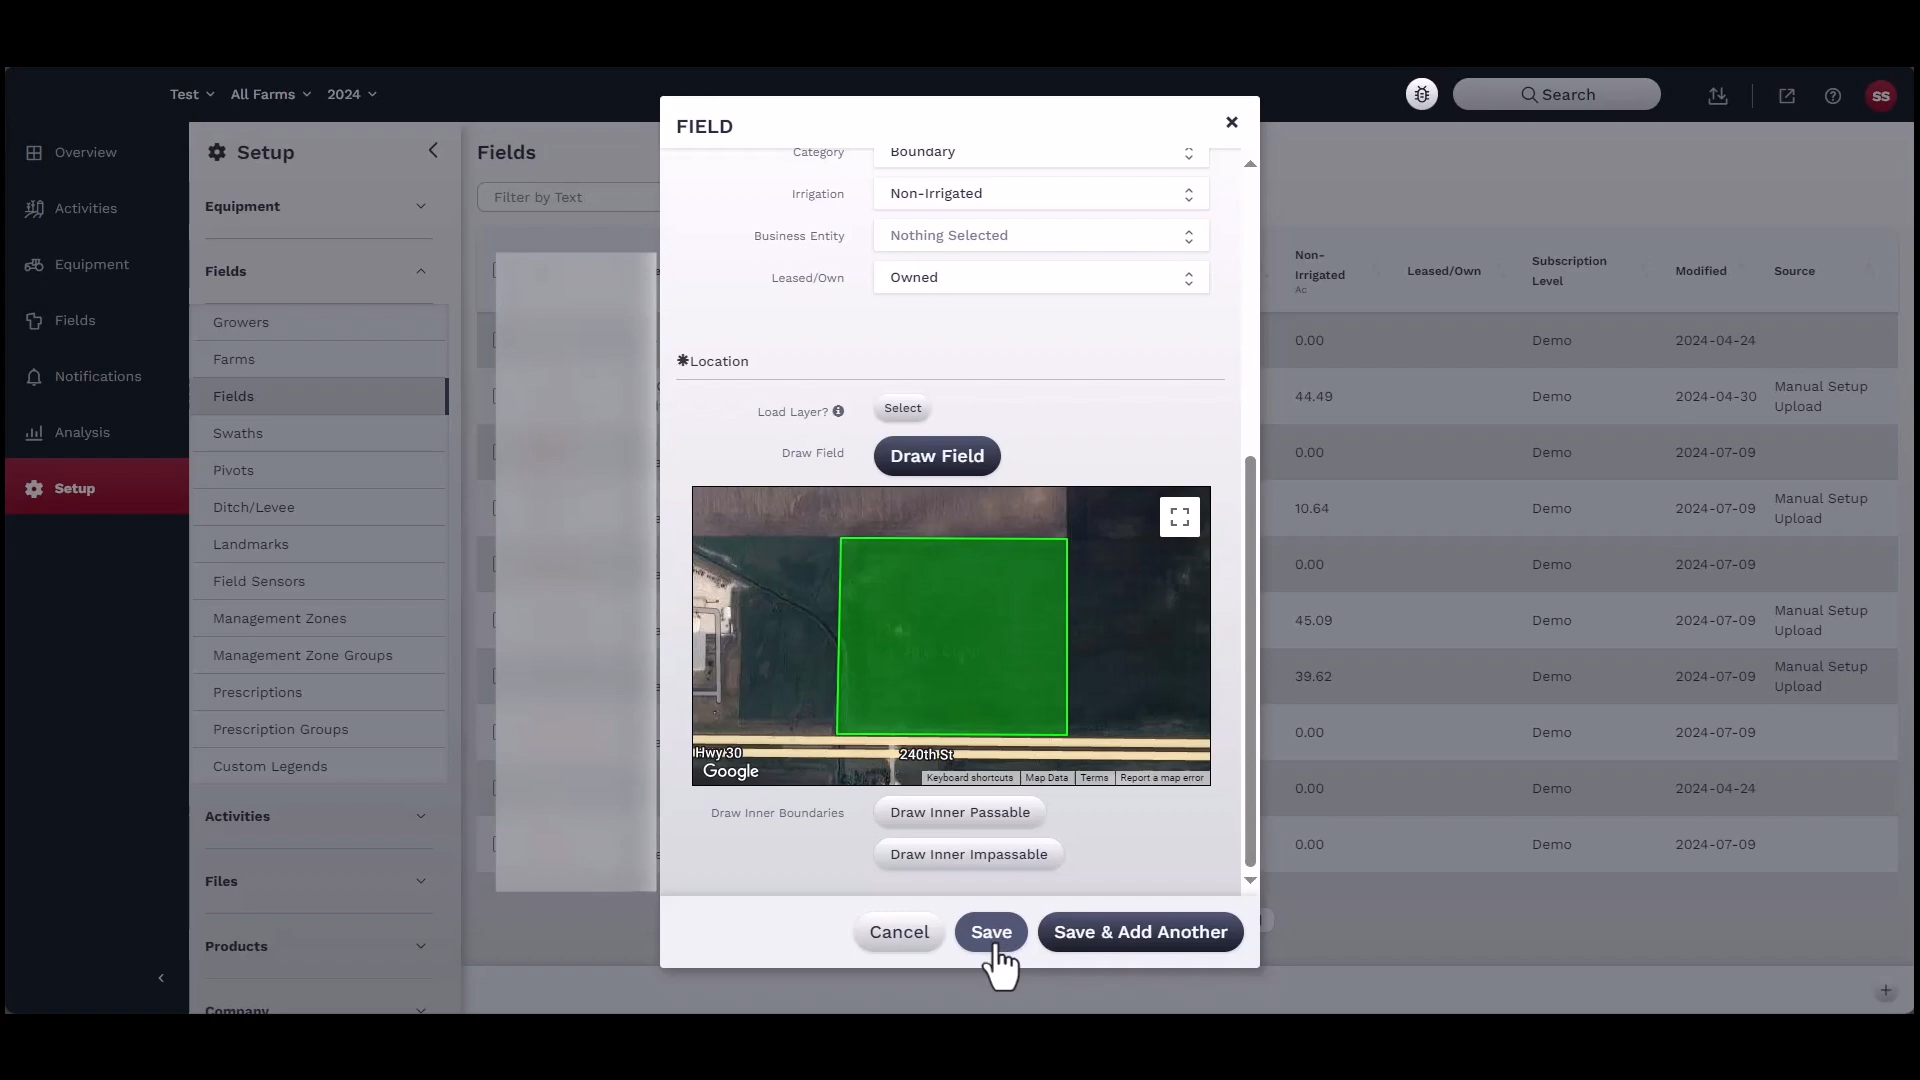 Test All Farms 2024
Search
SS
Overview
Activities
Equipment
Fields
Notifications
Analysis
Setup
Setup
Equipment
Fields
Growers
Farms
Fields
Swaths
Pivots
Ditch/Levee
Landmarks
Field Sensors
Management Zones
Management Zone Groups
Prescriptions
Prescription Groups
Custom Legends
Activities
Files
Products
Company
Fields
Filter by Text
FIELD
Category Boundary
Irrigation Non-Irrigated
Business Entity Nothing Selected
Leased/Own Owned
✱Location
Load Layer? Select
Draw Field Draw Field
Hwy 30 240th St
Google Keyboard shortcuts Map Data Terms Report a map error
Draw Inner Boundaries Draw Inner Passable
Draw Inner Impassable
Cancel Save Save & Add Another
Non-
Irrigated
Ac
Leased/Own
Subscription
Level
Modified
Source
0.00 Demo 2024-04-24
44.49 Demo 2024-04-30 Manual Setup
Upload
0.00 Demo 2024-07-09
10.64 Demo 2024-07-09 Manual Setup
Upload
0.00 Demo 2024-07-09
45.09 Demo 2024-07-09 Manual Setup
Upload
39.62 Demo 2024-07-09 Manual Setup
Upload
0.00 Demo 2024-07-09
0.00 Demo 2024-04-24
0.00 Demo 2024-07-09